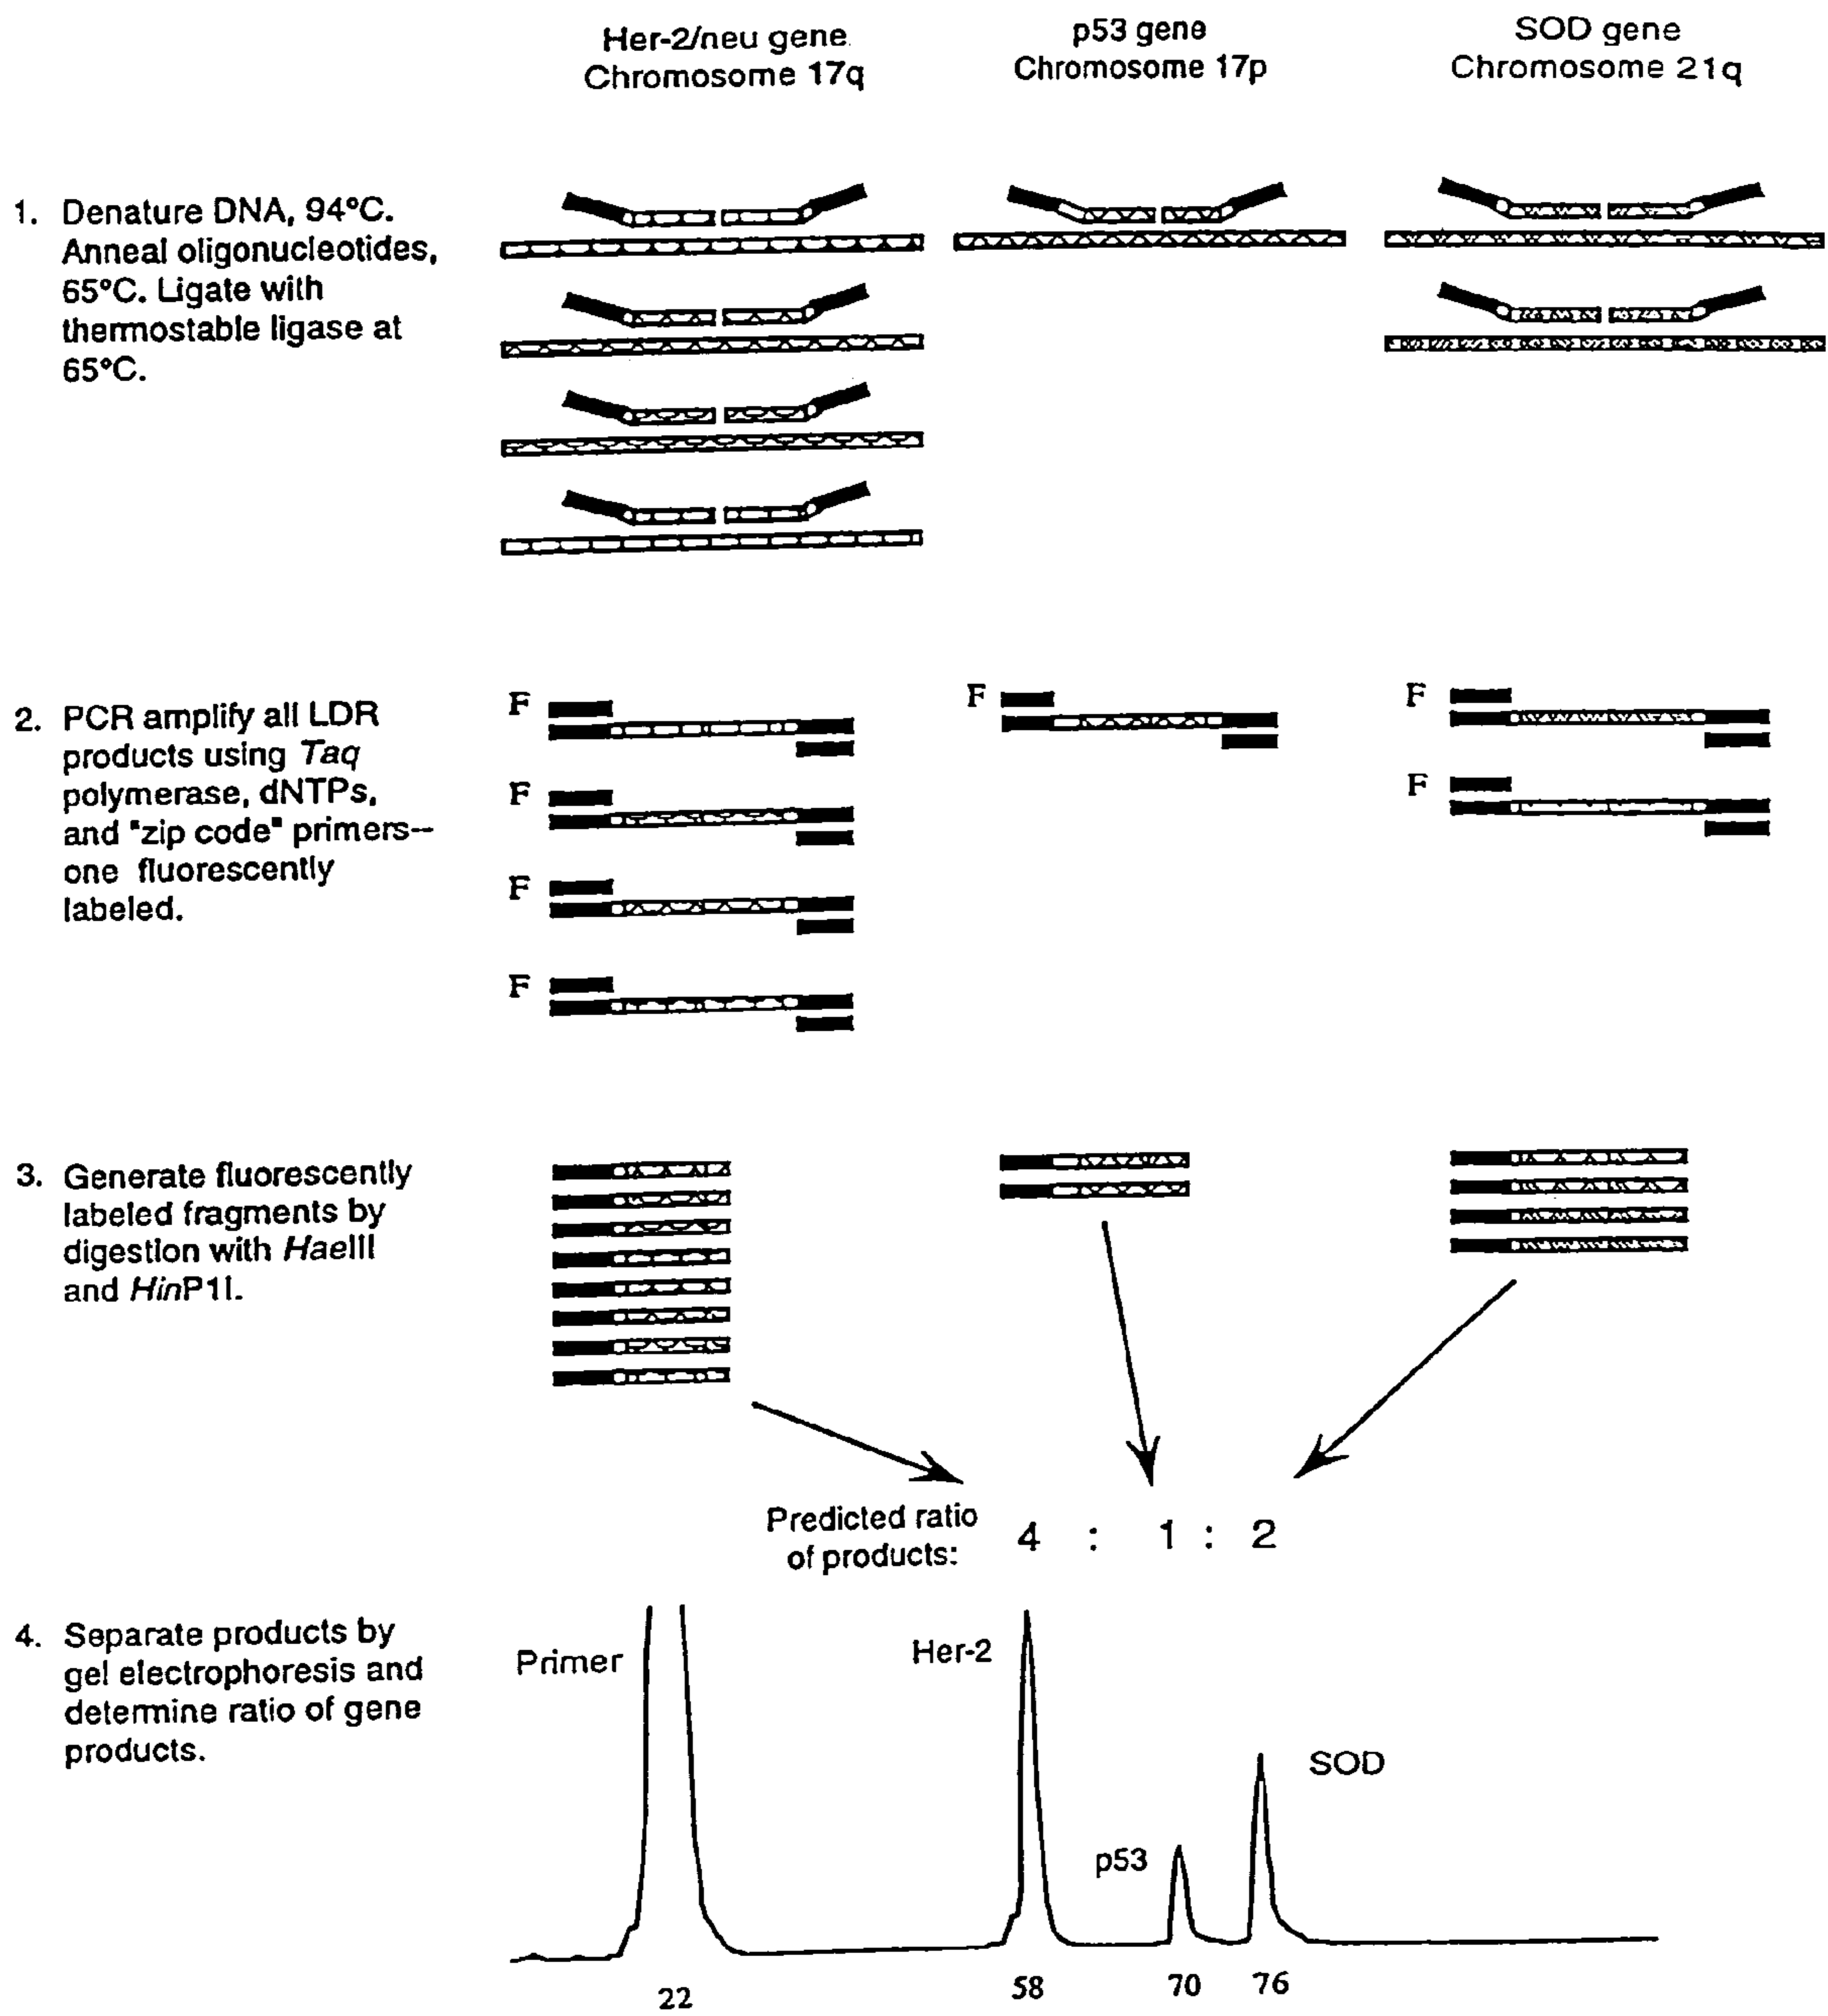 Her-2/neu gene.
Chromosome 17q
p53 gene
Chromosome 17p
SOD gene
Chromosome 21q
1. Denature DNA, 94°C.
Anneal oligonucleotides,
65°C. Ligate with
thermostable ligase at
65°C.
2. PCR amplify all LDR
products using Taq
polymerase, dNTPs,
and "zip code" primers--
one fluorescently
labeled.
F
F
F
F
F
F
F
3. Generate fluorescently
labeled fragments by
digestion with HaeIII
and HinP1I.
Predicted ratio
of products:
4 : 1 : 2
4. Separate products by
gel electrophoresis and
determine ratio of gene
products.
Primer
Her-2
p53
SOD
22
58
70
76